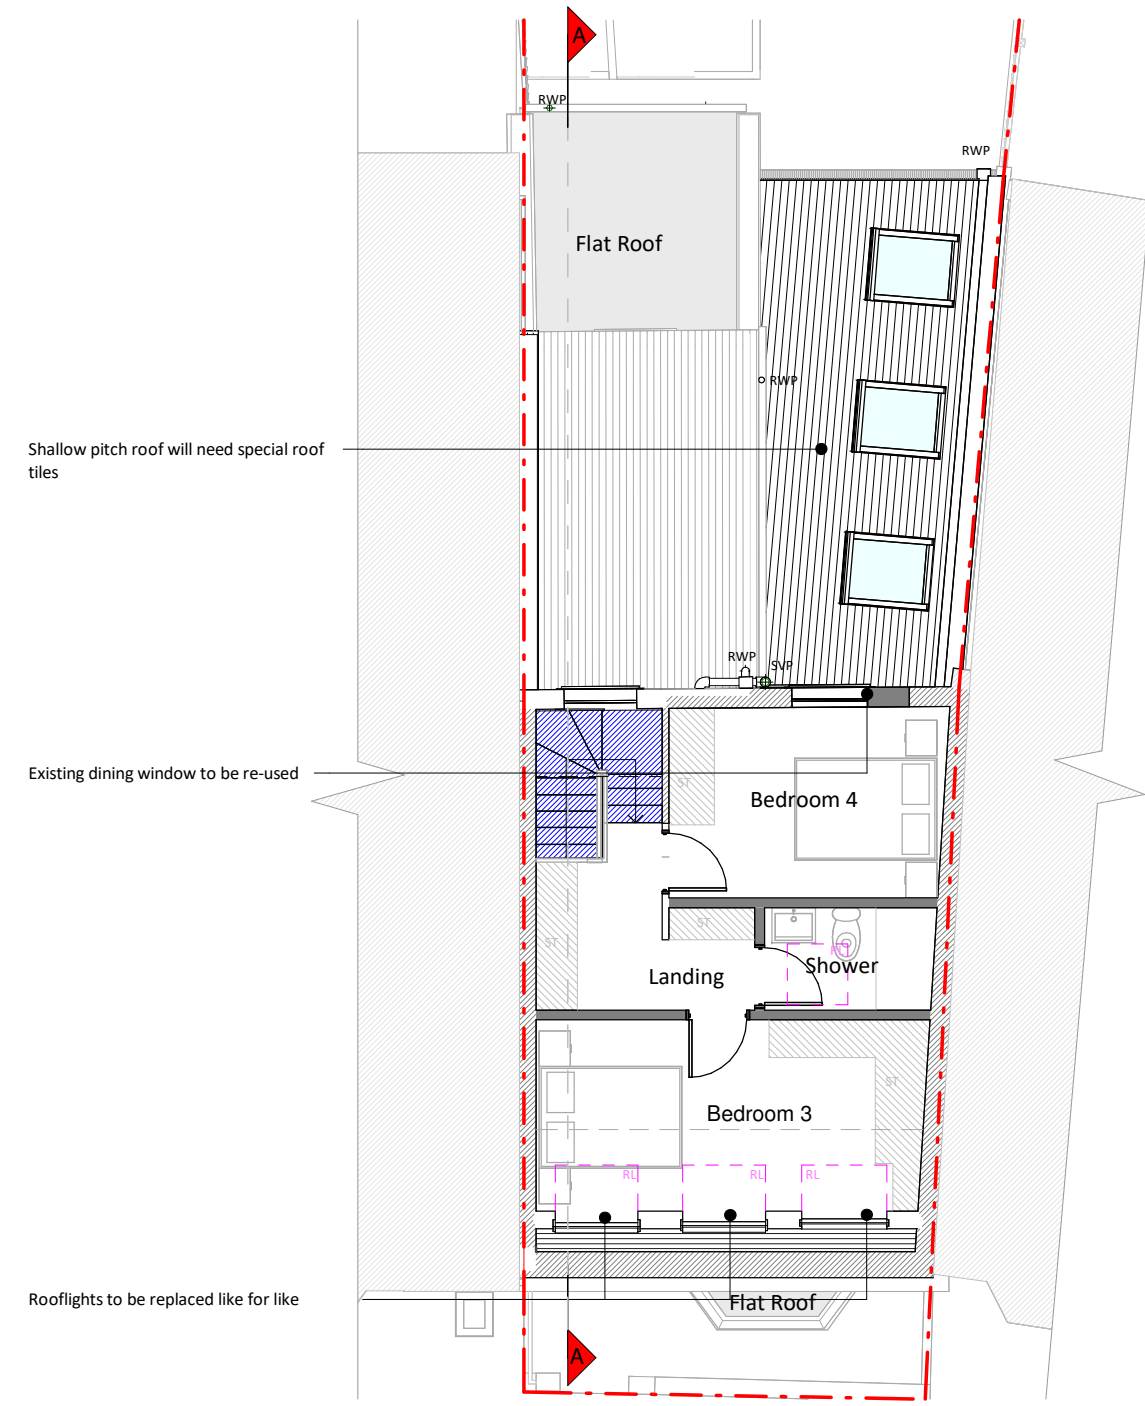 A
RWP
RWP
Flat Roof
RWP
Shallow pitch roof will need special roof
tiles
RWP
SVP
Existing dining window to be re-used
ST
Bedroom 4
ST
ST
RL
Shower
Landing
ST
Bedroom 3
RL
RL
RL
Rooflights to be replaced like for like
Flat Roof
A